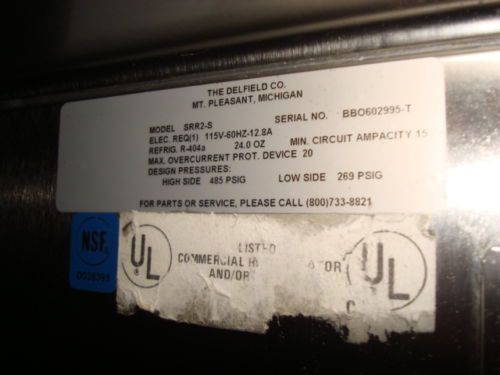 THE DELFIELD CO.
MT. PLEASANT, MICHIGAN
MODEL SRR2-S SERIAL NO. BBO602995-T
ELEC. REQ(1) 115V-60HZ-12.8A
REFRIG. R-404a 24.0 OZ MIN. CIRCUIT AMPACITY 15
MAX. OVERCURRENT PROT. DEVICE 20
DESIGN PRESSURES:
HIGH SIDE 485 PSIG LOW SIDE 269 PSIG
FOR PARTS OR SERVICE, PLEASE CALL (800)733-8821
NSF
UL
LISTED
COMMERCIAL
AND/OR
UL